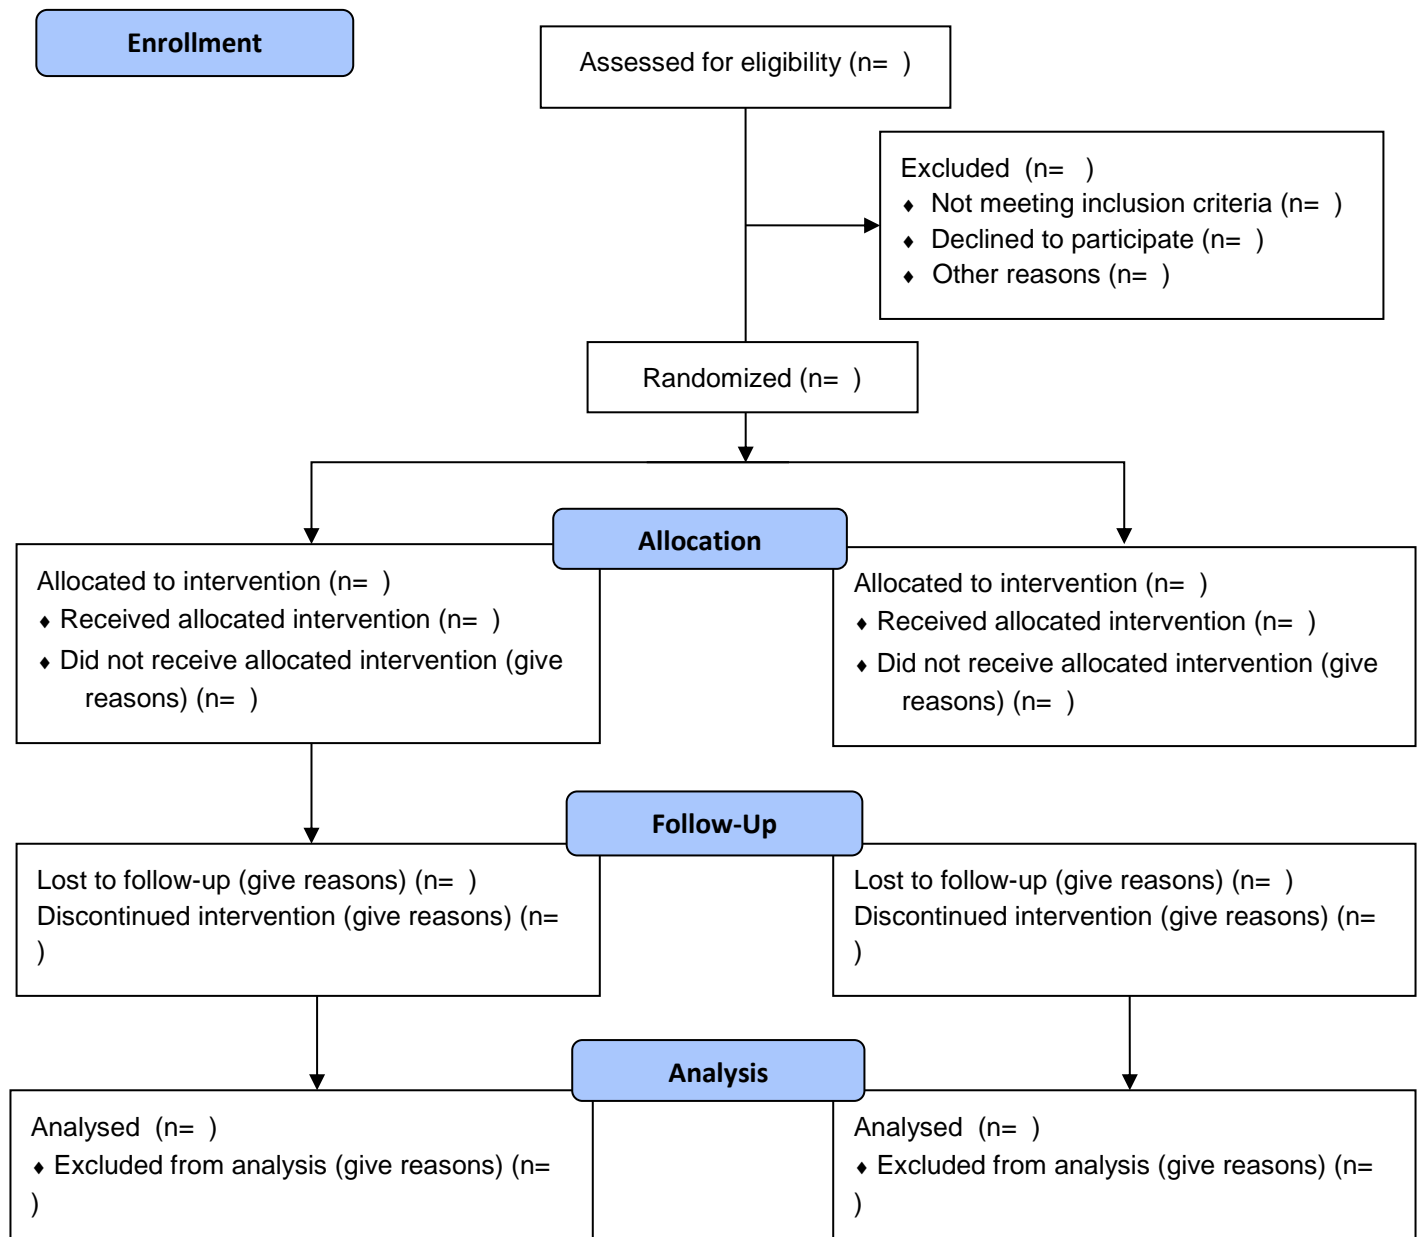 Enrollment
Assessed for eligibility (n=  )
Excluded  (n=   )
♦ Not meeting inclusion criteria (n=  )
♦ Declined to participate (n=  )
♦ Other reasons (n=  )
Randomized (n=  )
Allocation
Allocated to intervention (n=  )
♦ Received allocated intervention (n=  )
♦ Did not receive allocated intervention (give
reasons) (n=  )
Allocated to intervention (n=  )
♦ Received allocated intervention (n=  )
♦ Did not receive allocated intervention (give
reasons) (n=  )
Follow-Up
Lost to follow-up (give reasons) (n=  )
Discontinued intervention (give reasons) (n=
)
Lost to follow-up (give reasons) (n=  )
Discontinued intervention (give reasons) (n=
)
Analysis
Analysed  (n=  )
♦ Excluded from analysis (give reasons) (n=
)
Analysed  (n=  )
♦ Excluded from analysis (give reasons) (n=
)